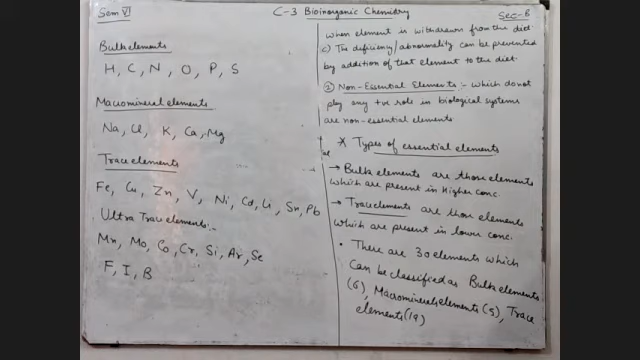 Sem VI
C-3 Bioinorganic Chemistry
Sec-B
Bulk elements
H, C, N, O, P, S
Macromineral elements
Na, Cl, K, Ca, Mg
Trace elements
Fe, Cu, Zn, V, Ni, Cd, Li, Sn, Pb
Ultra Trace elements:-
Mn, Mo, Co, Cr, Si, Ar, Se
F, I, B
when element is withdrawn from the diet.
c) The deficiency/abnormality can be prevented
by addition of that element to the diet.
② Non-Essential Elements:- which do not
play any +ve role in biological systems
are non-essential elements
* Types of essential elements
→ Bulk elements are those elements
which are present in Higher conc.
→ Trace elements are those elements
which are present in lower conc.
• There are 30 elements which
can be classified as Bulk elements
(6), Macromineral elements (5), Trace
elements (19)